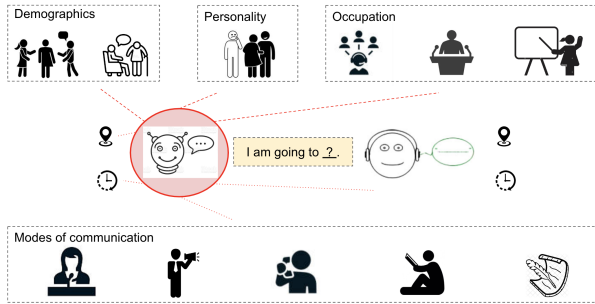 Demographics
Personality
Occupation
I am going to _?_.
Modes of communication